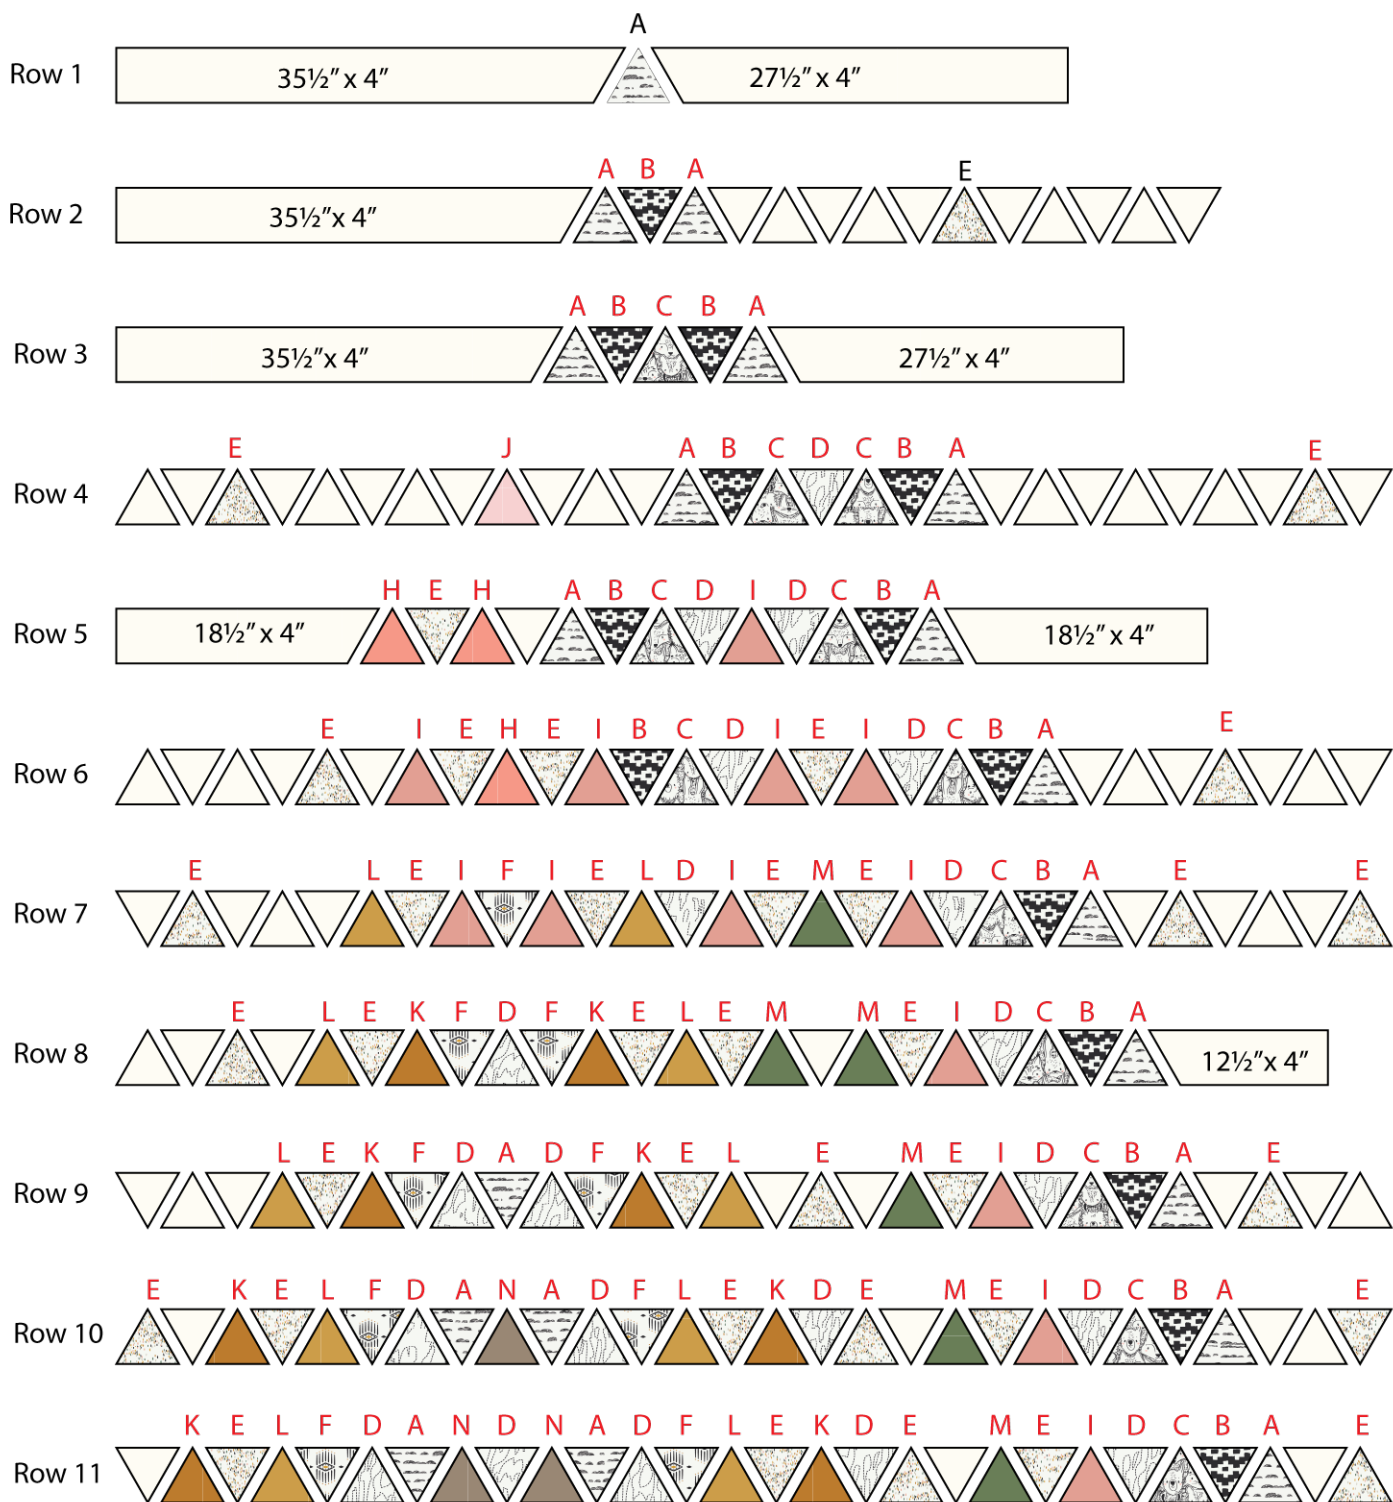 A
Row 1 35½” x 4” 27½” x 4”
A B A E
Row 2 35½”x 4”
A B C B A
Row 3 35½”x 4” 27½” x 4”
E J A B C D C B A E
Row 4
H E H A B C D I D C B A
Row 5 18½” x 4” 18½” x 4”
E I E H E I B C D I E I D C B A E
Row 6
E L E I F I E L D I E M E I D C B A E E
Row 7
E L E K F D F K E L E M M E I D C B A
Row 8 12½”x 4”
L E K F D A D F K E L E M E I D C B A E
Row 9
E K E L F D A N A D F L E K D E M E I D C B A E
Row 10
K E L F D A N D N A D F L E K D E M E I D C B A E
Row 11